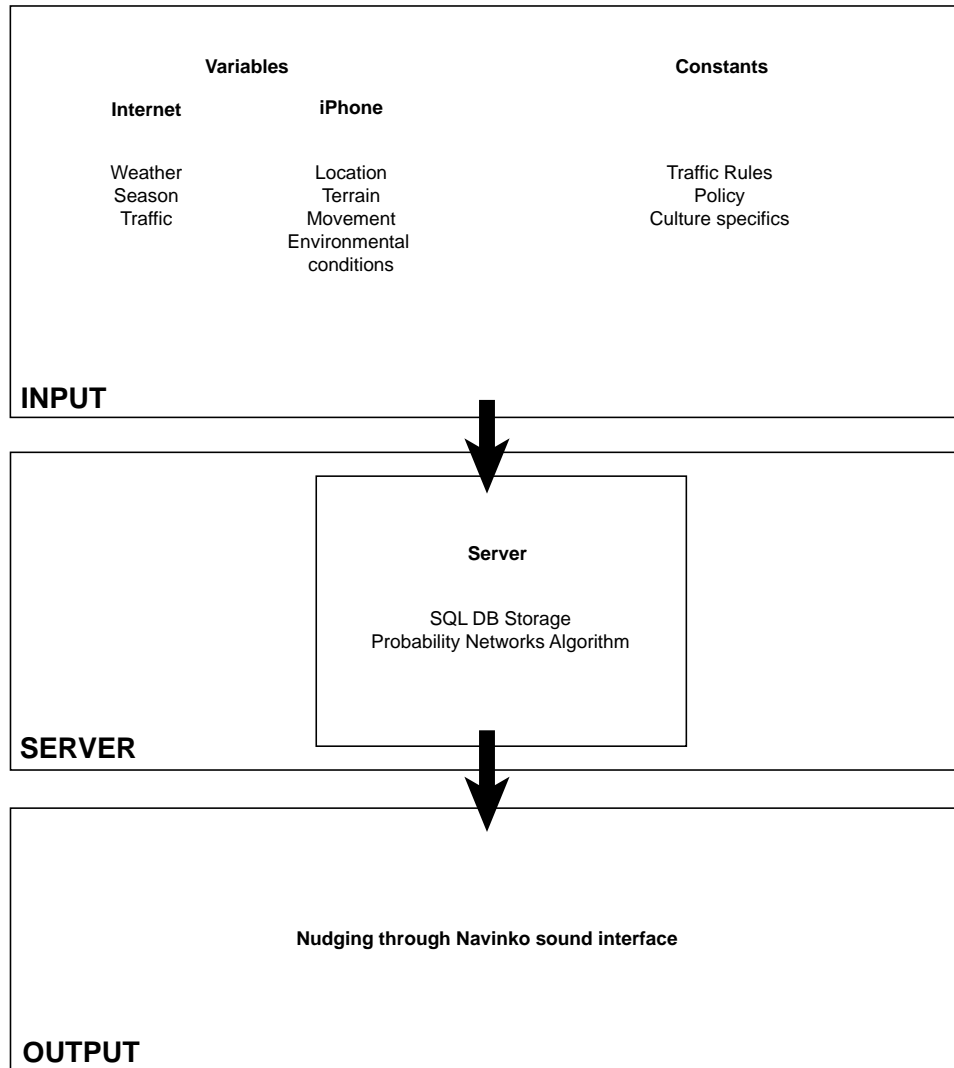 Variables
Constants
Internet
iPhone
Weather
Season
Traffic
Location
Terrain
Movement
Environmental
conditions
Traffic Rules
Policy
Culture specifics
INPUT
Server
SQL DB Storage
Probability Networks Algorithm
SERVER
Nudging through Navinko sound interface
OUTPUT